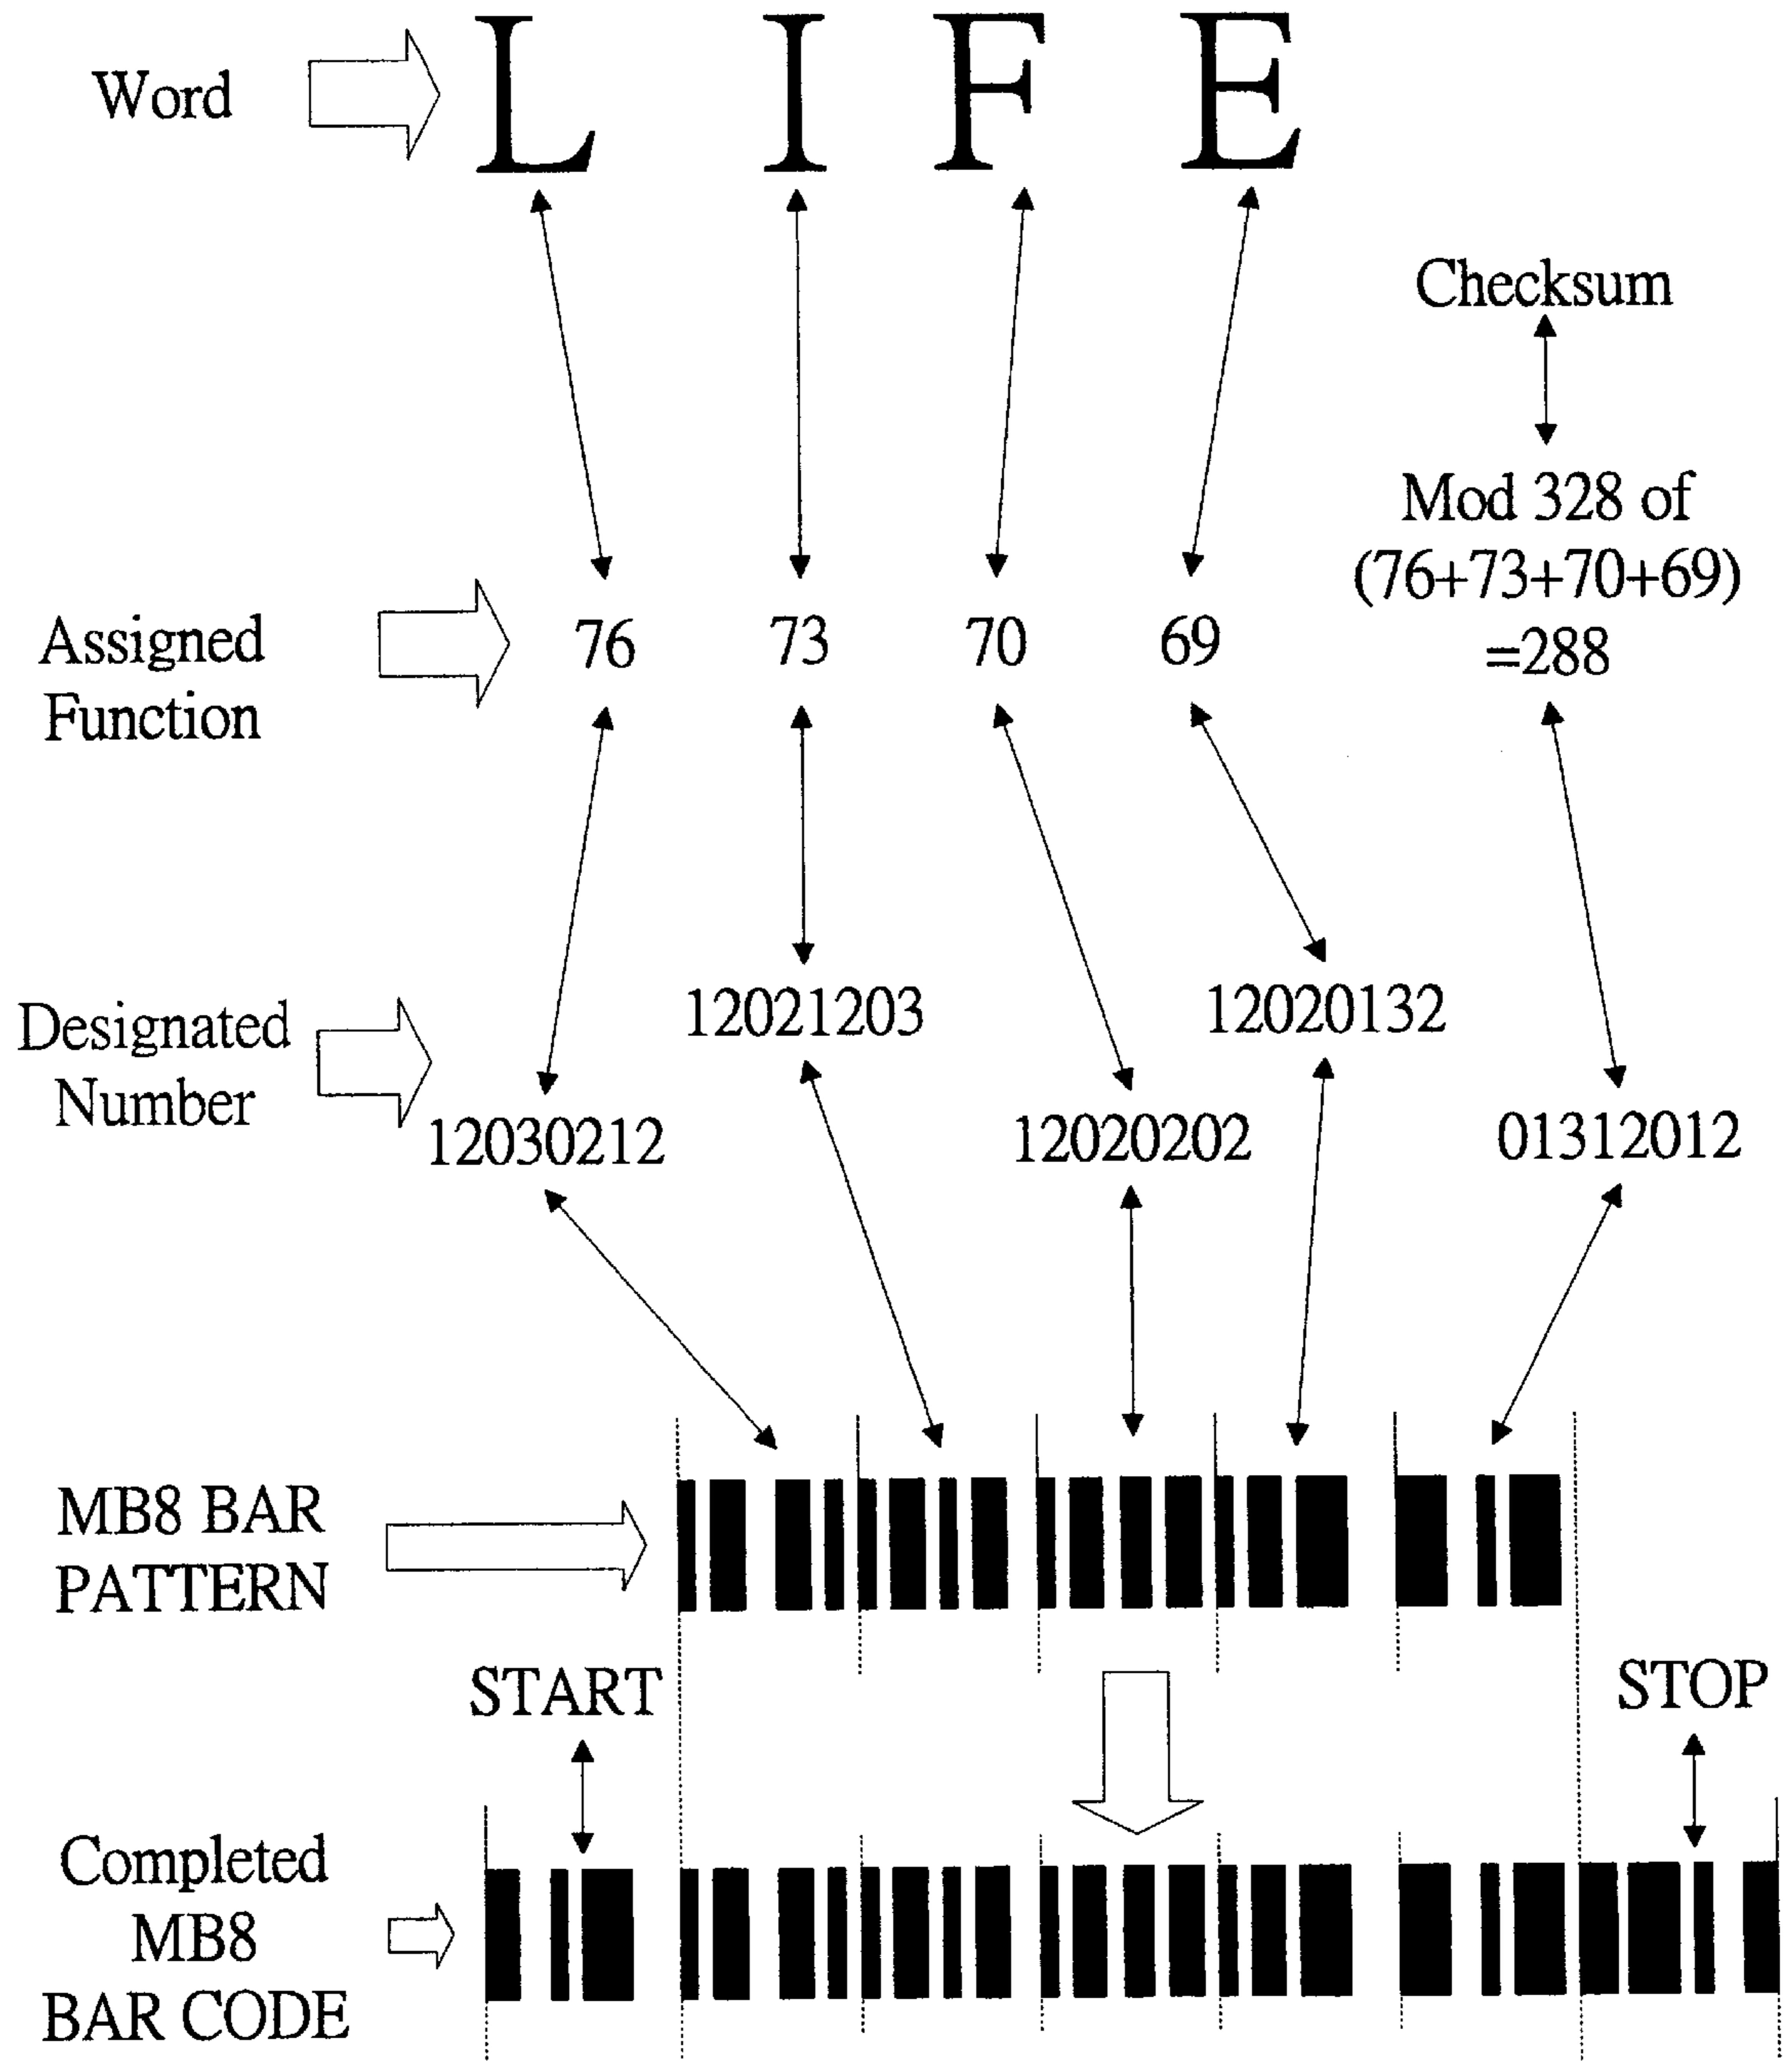 Word
L I F E
Checksum
Mod 328 of
(76+73+70+69)
=288
Assigned
Function
76 73 70 69
Designated
Number
12021203 12020132
12030212 12020202 01312012
MB8 BAR
PATTERN
START STOP
Completed
MB8
BAR CODE